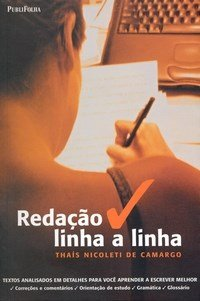 PUBLIFOLHA
Redação
linha a linha
THAÍS NICOLETI DE CAMARGO
TEXTOS ANALISADOS EM DETALHES PARA VOCÊ APRENDER A ESCREVER MELHOR
✓ Correções e comentários ✓ Orientação de estudo ✓ Gramática ✓ Glossário